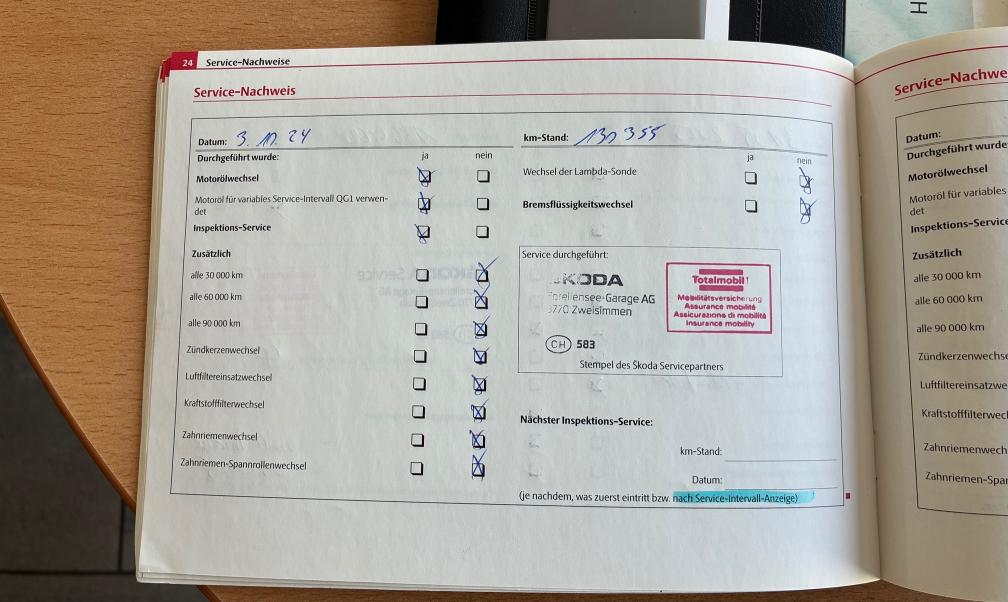 24 Service-Nachweise
Service-Nachweis
Datum: 3. 10. 24
km-Stand: 130 355
Durchgeführt wurde: ja nein
ja nein
Motorölwechsel
Motoröl für variables Service-Intervall QG1 verwen-
det
Inspektions-Service
Zusätzlich
alle 30 000 km
alle 60 000 km
alle 90 000 km
Zündkerzenwechsel
Luftfiltereinsatzwechsel
Kraftstofffilterwechsel
Zahnriemenwechsel
Zahnriemen-Spannrollenwechsel
Wechsel der Lambda-Sonde
Bremsflüssigkeitswechsel
Service durchgeführt:
KODA
orellensee-Garage AG
3770 Zweisimmen
CH 583
Totalmobil!
Mobilitätsversicherung
Assurance mobilité
Assicurazione di mobilità
Insurance mobility
Stempel des Škoda Servicepartners
Nächster Inspektions-Service:
km-Stand:
Datum:
(je nachdem, was zuerst eintritt bzw. nach Service-Intervall-Anzeige)
H
Service-Nachwe
Datum:
Durchgeführt wurde
Motorölwechsel
Motoröl für variables
det
Inspektions-Service
Zusätzlich
alle 30 000 km
alle 60 000 km
alle 90 000 km
Zündkerzenwechse
Luftfiltereinsatzwe
Kraftstofffilterwec
Zahnriemenwech
Zahnriemen-Spar